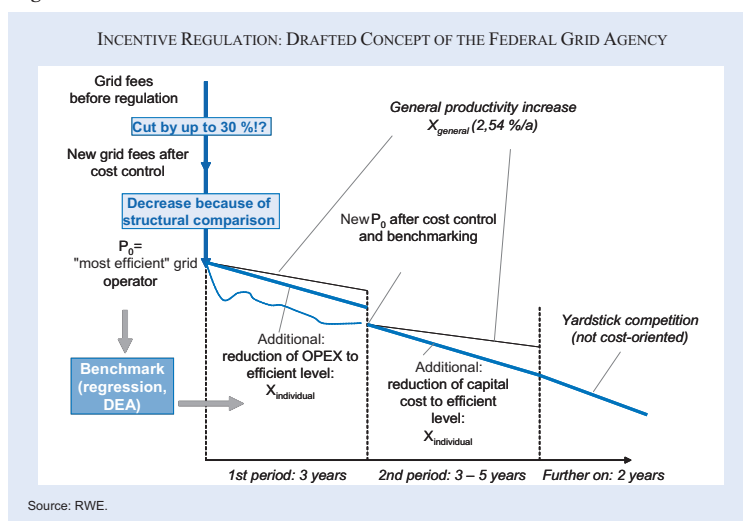 INCENTIVE REGULATION: DRAFTED CONCEPT OF THE FEDERAL GRID AGENCY
Grid fees
before regulation
Cut by up to 30 %!?
New grid fees after
cost control
Decrease because of
structural comparison
P0=
"most efficient" grid
operator
Benchmark
(regression,
DEA)
General productivity increase
Xgeneral (2,54 %/a)
New P0 after cost control
and benchmarking
Additional:
reduction of OPEX to
efficient level:
Xindividual
Additional:
reduction of capital
cost to efficient
level:
Xindividual
Yardstick competition
(not cost-oriented)
1st period: 3 years
2nd period: 3 – 5 years
Further on: 2 years
Source: RWE.